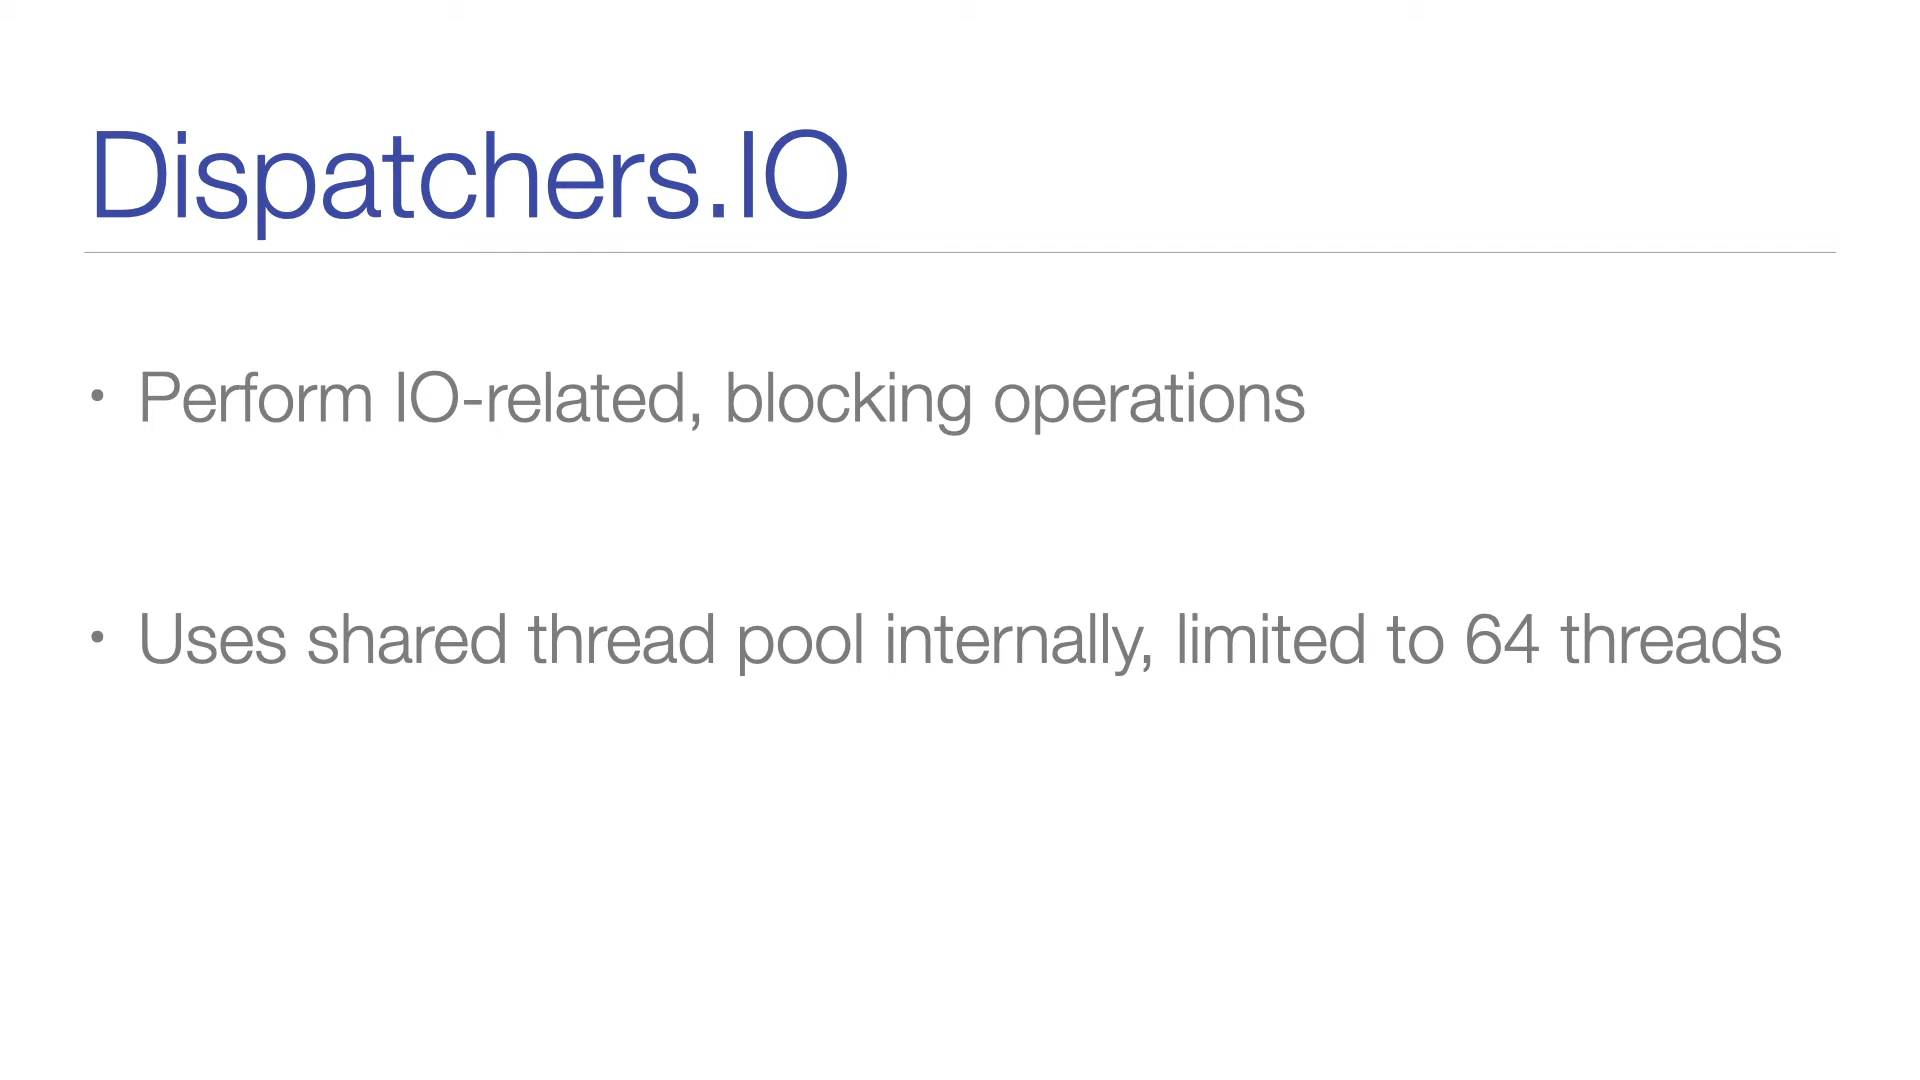 Dispatchers.IO
• Perform IO-related, blocking operations
• Uses shared thread pool internally, limited to 64 threads